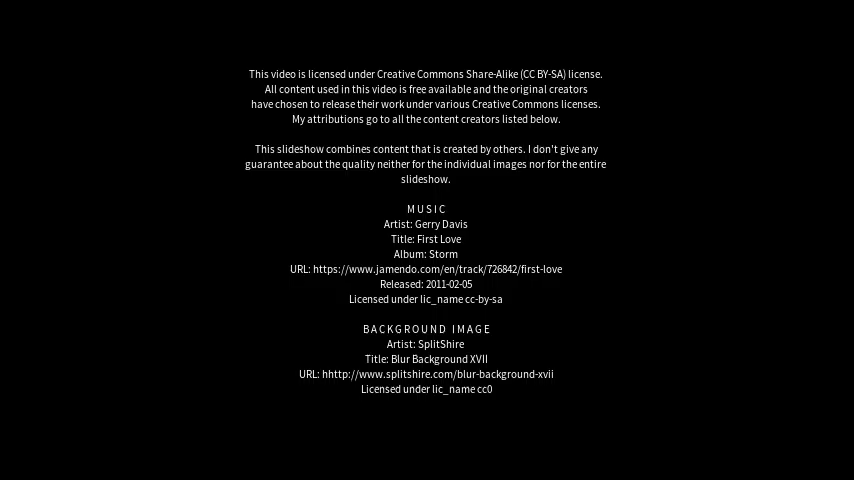 This video is licensed under Creative Commons Share-Alike (CC BY-SA) license.
All content used in this video is free available and the original creators
have chosen to release their work under various Creative Commons licenses.
My attributions go to all the content creators listed below.
This slideshow combines content that is created by others. I don't give any
guarantee about the quality neither for the individual images nor for the entire
slideshow.
MUSIC
Artist: Gerry Davis
Title: First Love
Album: Storm
URL: https://www.jamendo.com/en/track/726842/first-love
Released: 2011-02-05
Licensed under lic_name cc-by-sa
BACKGROUND IMAGE
Artist: SplitShire
Title: Blur Background XVII
URL: hhttp://www.splitshire.com/blur-background-xvii
Licensed under lic_name cc0